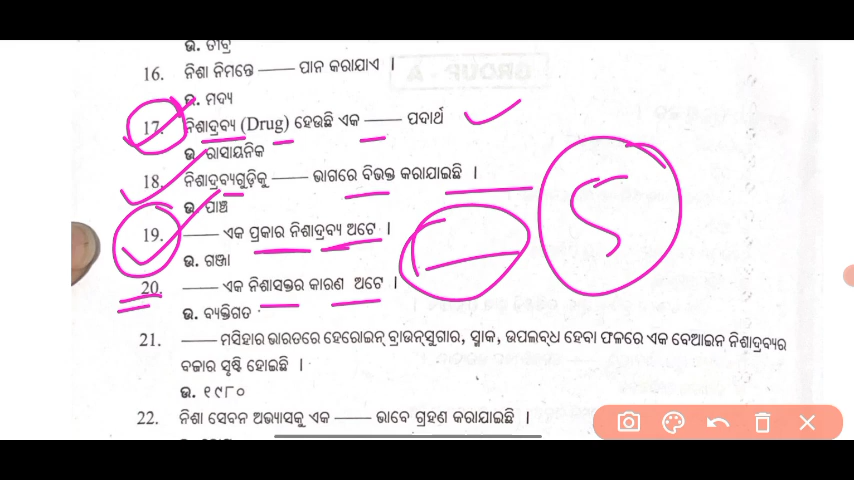 ଉ. ତୀବ୍ର
16. ନିଶା ନିମନ୍ତେ —— ପାନ କରାଯାଏ ।
ଉ. ମଦ୍ୟ
17. ନିଶାଦ୍ରବ୍ୟ (Drug) ହେଉଛି ଏକ —— ପଦାର୍ଥ
ଉ. ରାସାୟନିକ
18. ନିଶାଦ୍ରବ୍ୟଗୁଡ଼ିକୁ —— ଭାଗରେ ବିଭକ୍ତ କରାଯାଇଛି ।
ଉ. ପାଞ୍ଚ
5
19. —— ଏକ ପ୍ରକାର ନିଶାଦ୍ରବ୍ୟ ଅଟେ ।
ଉ. ଗଞ୍ଜା
20. —— ଏକ ନିଶାସକ୍ତର କାରଣ ଅଟେ ।
ଉ. ବ୍ୟକ୍ତିଗତ
21. —— ମସିହାର ଭାରତରେ ହେରୋଇନ୍ ବ୍ରାଉନ୍‌ସୁଗାର, ସ୍ମାକ, ଉପଲବ୍ଧ ହେବା ଫଳରେ ଏକ ବେଆଇନ ନିଶାଦ୍ରବ୍ୟର
ବଜାର ସୃଷ୍ଟି ହୋଇଛି ।
ଉ. ୧୯୮୦
22. ନିଶା ସେବନ ଅଭ୍ୟାସକୁ ଏକ —— ଭାବେ ଗ୍ରହଣ କରାଯାଇଛି ।